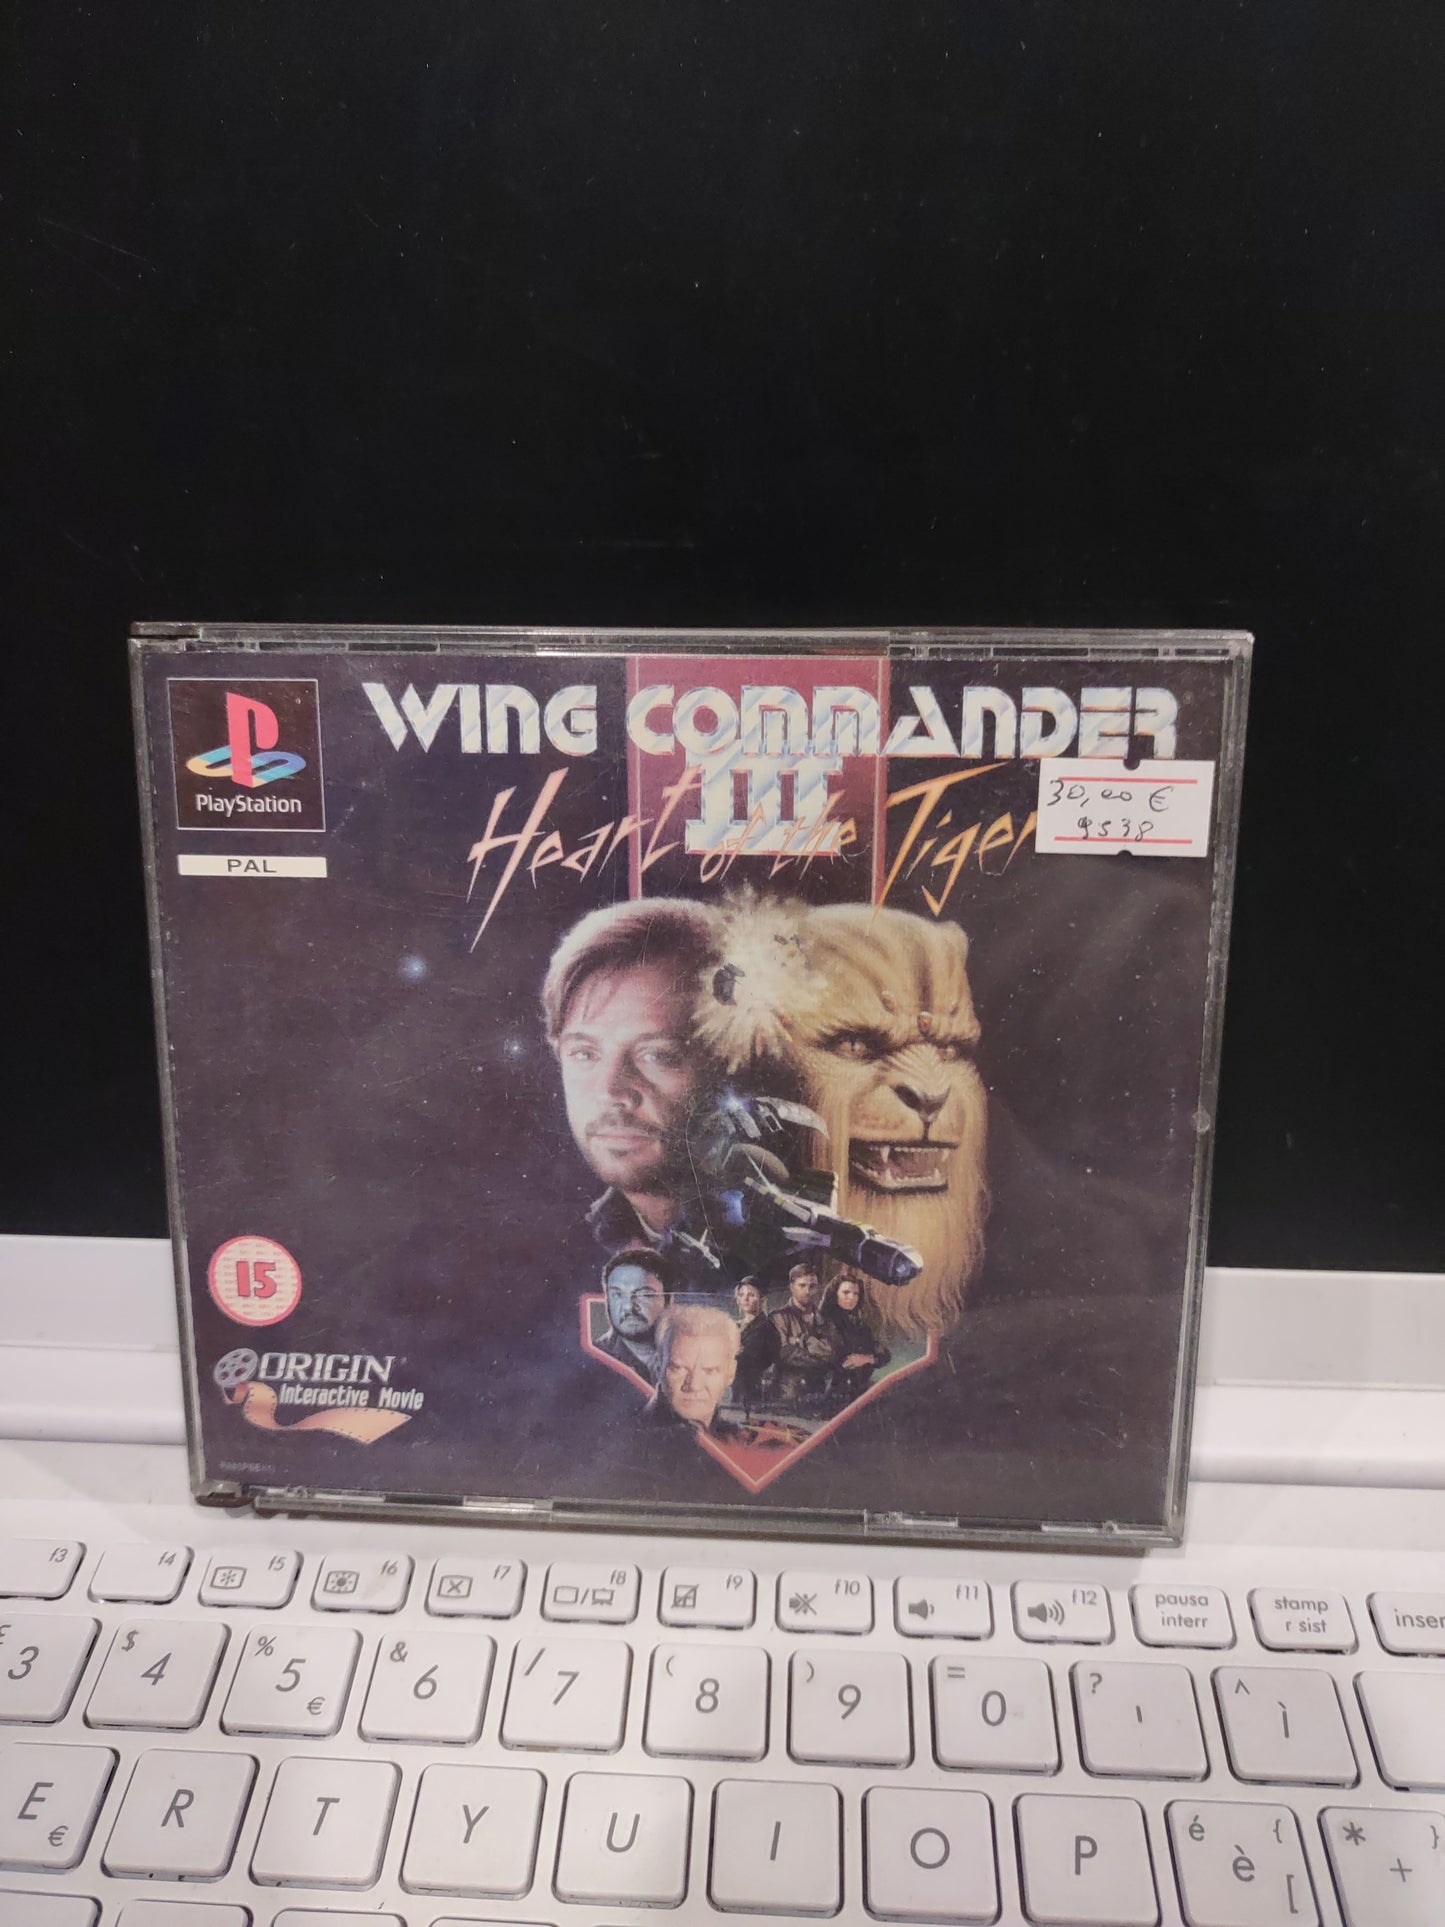 WING COMMANDER
III
Heart of the Tiger
PlayStation
PAL
30,00 €
9538
15
ORIGIN
Interactive Movie
f3 f4 f5 f6 f7 f8 f9 f10 f11 f12 pausa interr stamp r sist inser
£ 3 $ 4 % 5 € & 6 / 7 ( 8 ) 9 = 0 ? ' ^ ì
E € R T Y U I O P é è { [ * + }